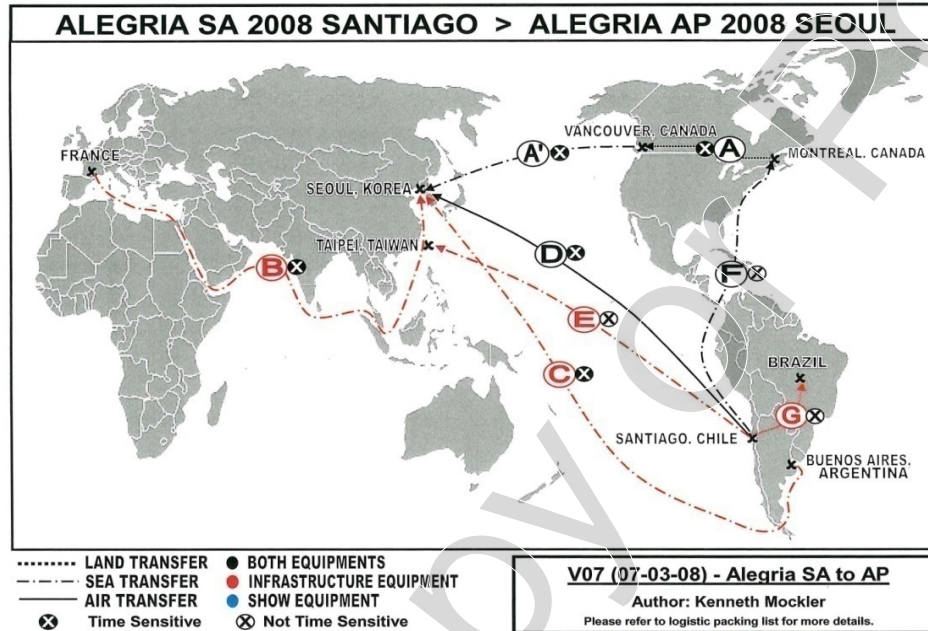 ALEGRIA SA 2008 SANTIAGO > ALEGRIA AP 2008 SEOUL
VANCOUVER, CANADA
A' A
FRANCE
MONTREAL, CANADA
SEOUL, KOREA
TAIPEI, TAIWAN
D
B F
E
BRAZIL
C
G
SANTIAGO, CHILE
BUENOS AIRES,
ARGENTINA
LAND TRANSFER BOTH EQUIPMENTS
SEA TRANSFER INFRASTRUCTURE EQUIPMENT
AIR TRANSFER SHOW EQUIPMENT
Time Sensitive Not Time Sensitive
V07 (07-03-08) - Alegria SA to AP
Author: Kenneth Mockler
Please refer to logistic packing list for more details.